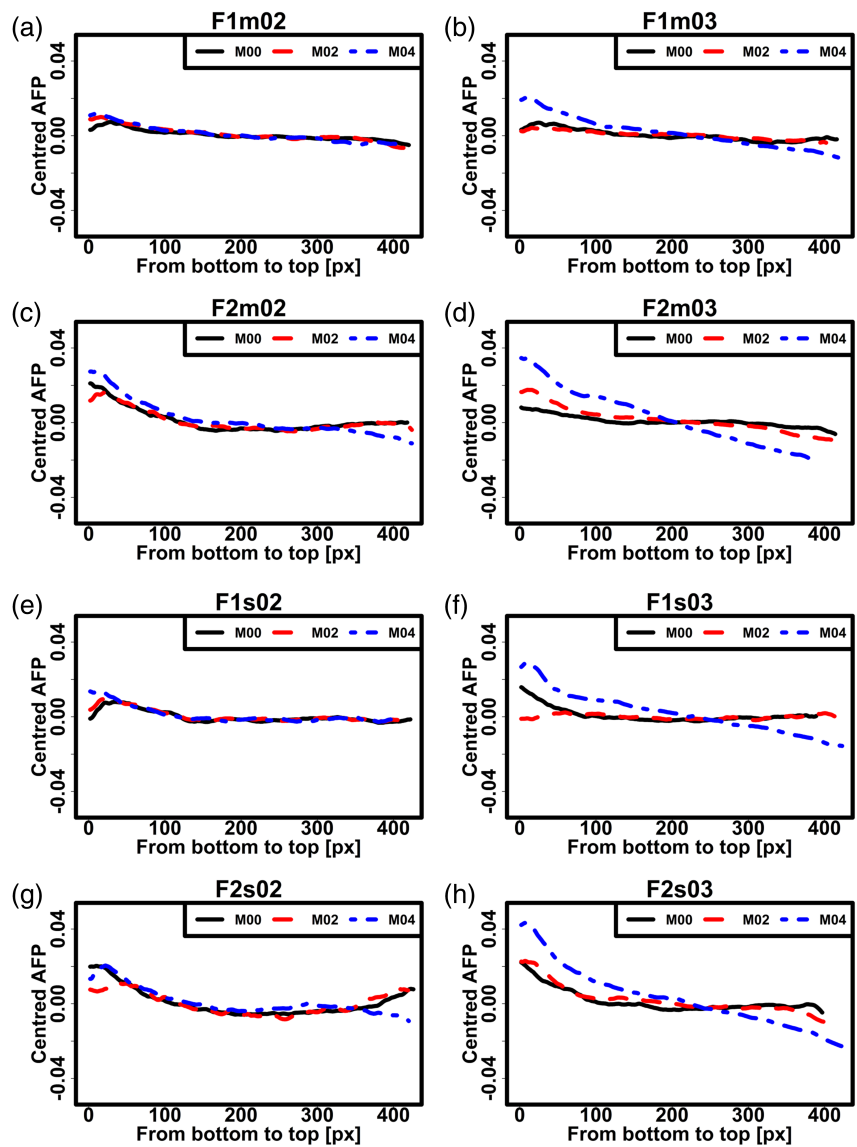 (a) F1m02
M00 M02 M04
Centred AFP
0.04
0.00
-0.04
0 100 200 300 400
From bottom to top [px]
(b) F1m03
M00 M02 M04
Centred AFP
0.04
0.00
-0.04
0 100 200 300 400
From bottom to top [px]
(c) F2m02
M00 M02 M04
Centred AFP
0.04
0.00
-0.04
0 100 200 300 400
From bottom to top [px]
(d) F2m03
M00 M02 M04
Centred AFP
0.04
0.00
-0.04
0 100 200 300 400
From bottom to top [px]
(e) F1s02
M00 M02 M04
Centred AFP
0.04
0.00
-0.04
0 100 200 300 400
From bottom to top [px]
(f) F1s03
M00 M02 M04
Centred AFP
0.04
0.00
-0.04
0 100 200 300 400
From bottom to top [px]
(g) F2s02
M00 M02 M04
Centred AFP
0.04
0.00
-0.04
0 100 200 300 400
From bottom to top [px]
(h) F2s03
M00 M02 M04
Centred AFP
0.04
0.00
-0.04
0 100 200 300 400
From bottom to top [px]